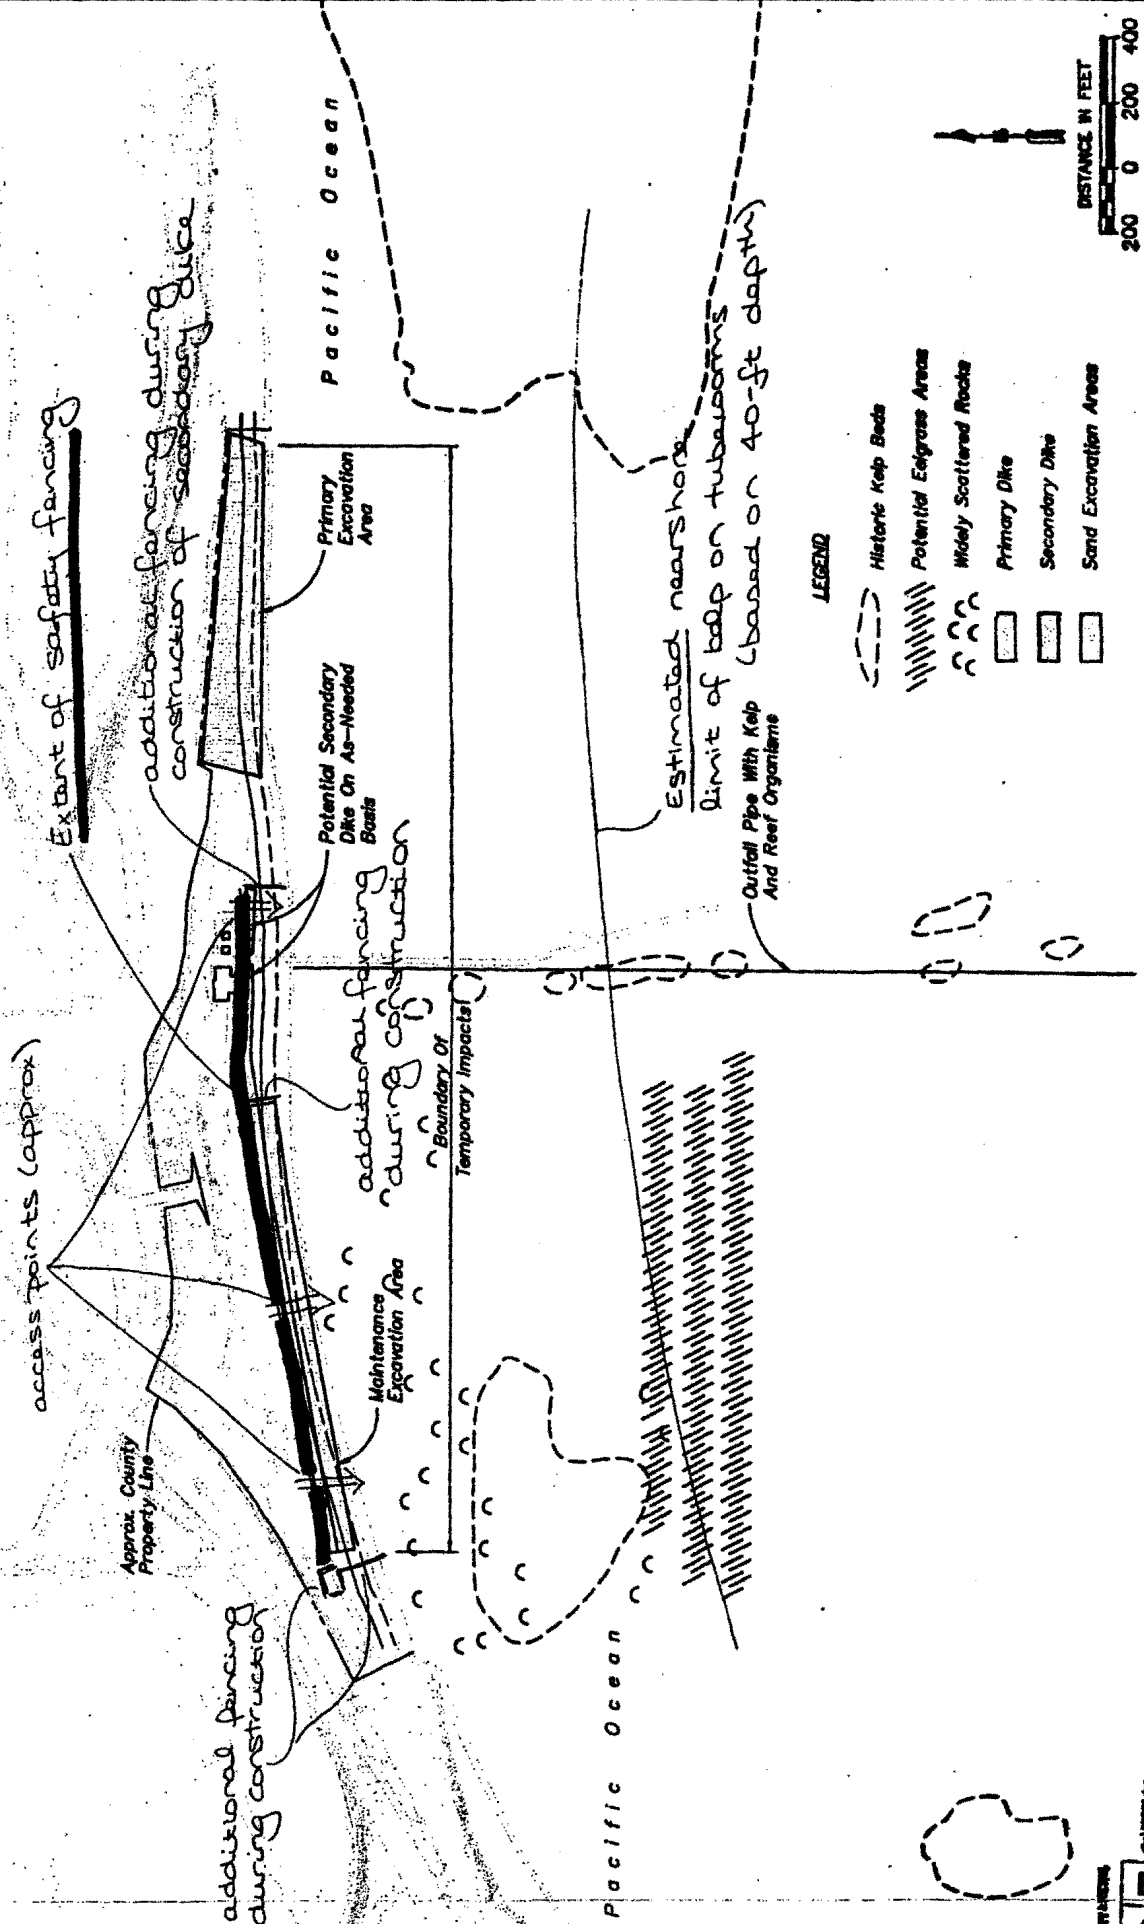 additional fencing
during construction
Approx. County
Property Line
access points (approx)
Extent of safety fencing
additional fencing during
construction of secondary dike
Maintenance
Excavation Area
additional fencing
during construction
Potential Secondary
Dike On As-Needed
Basis
Primary
Excavation
Area
Pacific Ocean
Boundary Of
Temporary Impacts
Pacific Ocean
Estimated nearshore
limit of kelp on tubeworms
(based on 40-ft depth)
Outfall Pipe With Kelp
And Reef Organisms
LEGEND
Historic Kelp Beds
Potential Eelgrass Areas
Widely Scattered Rocks
Primary Dike
Secondary Dike
Sand Excavation Areas
DISTANCE IN FEET
200 0 200 400